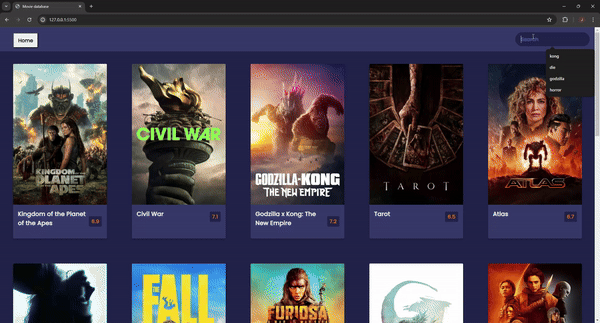 Movie database
127.0.0.1:5500
Home
Search
kong
die
godzilla
horror
KINGDOM OF THE
PLANET
OF THE
APES
CIVIL WAR
GODZILLA x KONG
THE NEW EMPIRE
TAROT
ATLAS
Kingdom of the Planet
of the Apes
6.9
Civil War
7.1
Godzilla x Kong: The
New Empire
7.2
Tarot
6.5
Atlas
6.7
THE
FALL
FURIOSA